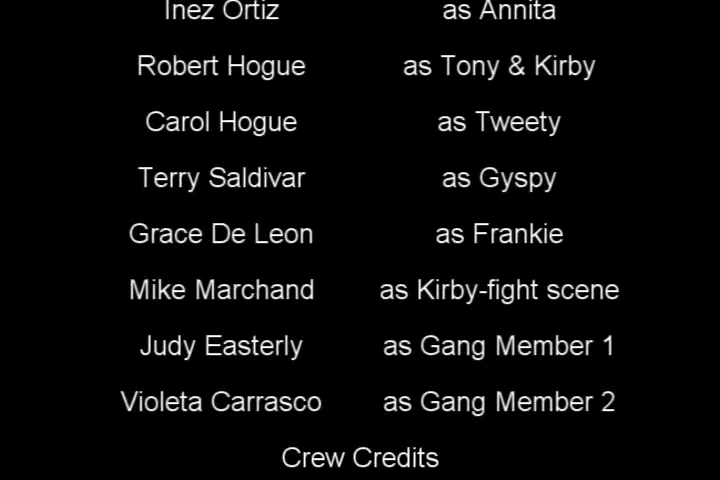 Inez Ortiz as Annita
Robert Hogue as Tony & Kirby
Carol Hogue as Tweety
Terry Saldivar as Gyspy
Grace De Leon as Frankie
Mike Marchand as Kirby-fight scene
Judy Easterly as Gang Member 1
Violeta Carrasco as Gang Member 2
Crew Credits